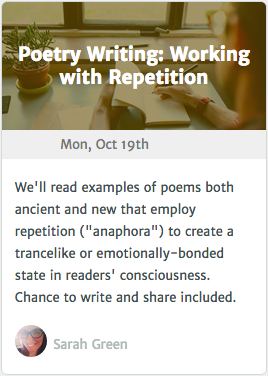 Poetry Writing: Working
with Repetition
Mon, Oct 19th
We'll read examples of poems both
ancient and new that employ
repetition ("anaphora") to create a
trancelike or emotionally-bonded
state in readers' consciousness.
Chance to write and share included.
Sarah Green